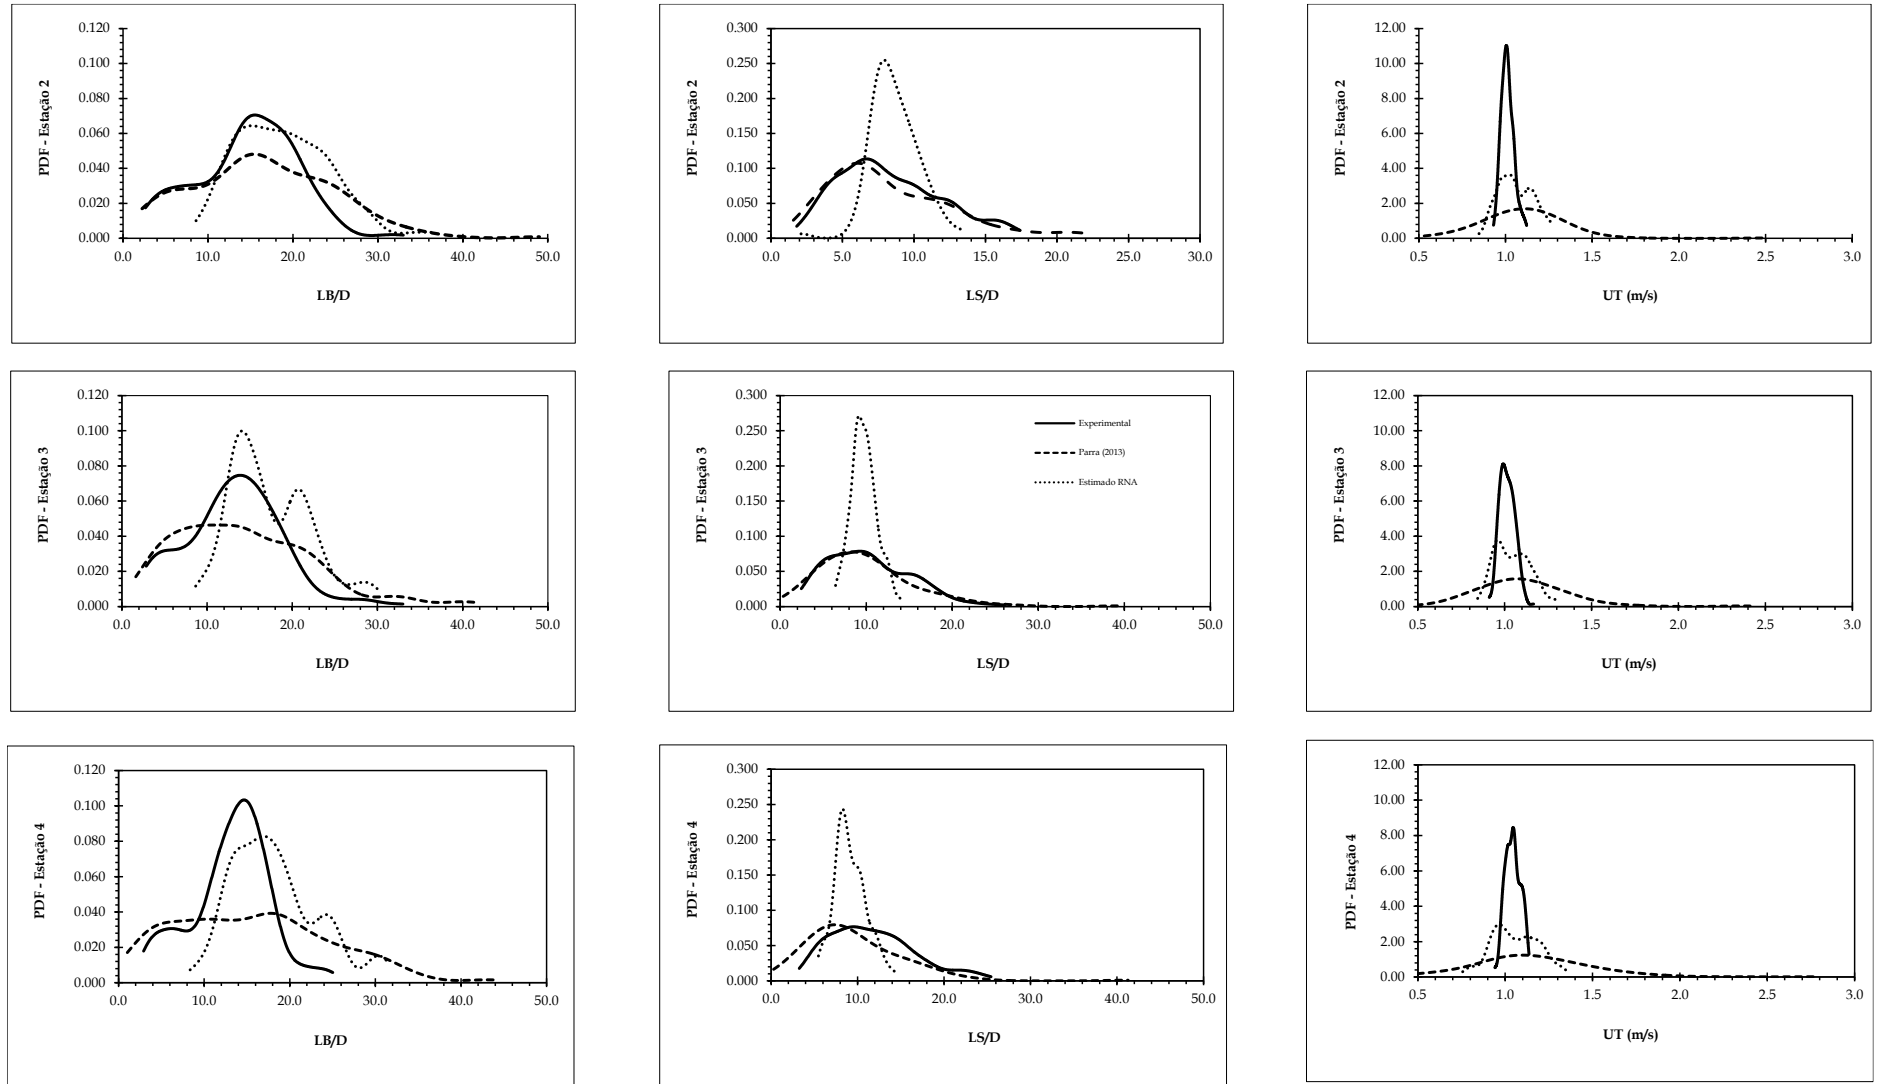 PDF - Estação 2
0.120
0.100
0.080
0.060
0.040
0.020
0.000
0.0 10.0 20.0 30.0 40.0 50.0
LB/D
PDF - Estação 2
0.300
0.250
0.200
0.150
0.100
0.050
0.000
0.0 5.0 10.0 15.0 20.0 25.0 30.0
LS/D
PDF - Estação 2
12.00
10.00
8.00
6.00
4.00
2.00
0.00
0.5 1.0 1.5 2.0 2.5 3.0
UT (m/s)
PDF - Estação 3
0.120
0.100
0.080
0.060
0.040
0.020
0.000
0.0 10.0 20.0 30.0 40.0 50.0
LB/D
PDF - Estação 3
0.300
0.250
0.200
0.150
0.100
0.050
0.000
0.0 10.0 20.0 30.0 40.0 50.0
LS/D
Experimental
Parra (2013)
Estimado RNA
PDF - Estação 3
12.00
10.00
8.00
6.00
4.00
2.00
0.00
0.5 1.0 1.5 2.0 2.5 3.0
UT (m/s)
PDF - Estação 4
0.120
0.100
0.080
0.060
0.040
0.020
0.000
0.0 10.0 20.0 30.0 40.0 50.0
LB/D
PDF - Estação 4
0.300
0.250
0.200
0.150
0.100
0.050
0.000
0.0 10.0 20.0 30.0 40.0 50.0
LS/D
PDF - Estação 4
12.00
10.00
8.00
6.00
4.00
2.00
0.00
0.5 1.0 1.5 2.0 2.5 3.0
UT (m/s)